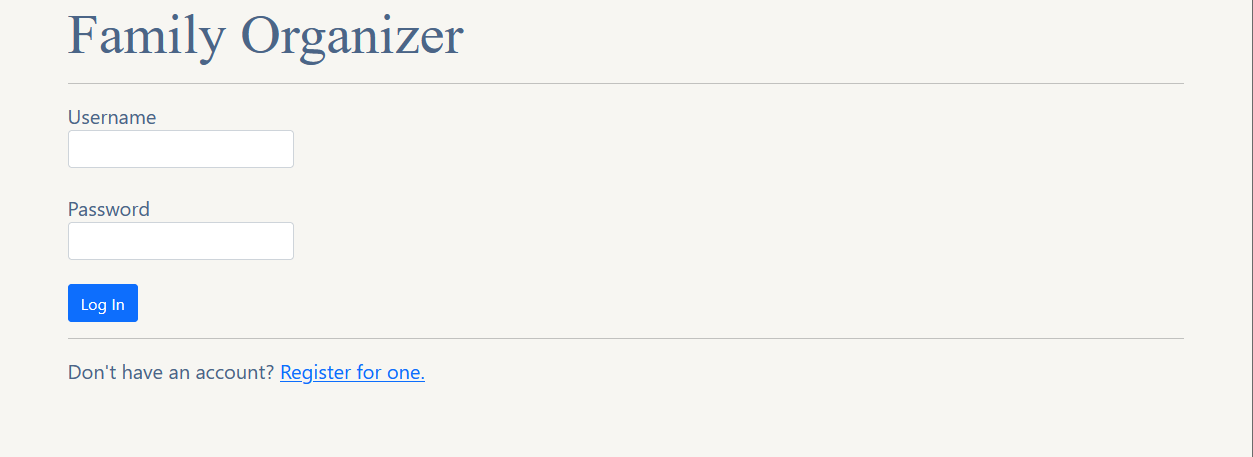 Family Organizer
Username
Password
Log In
Don't have an account? Register for one.